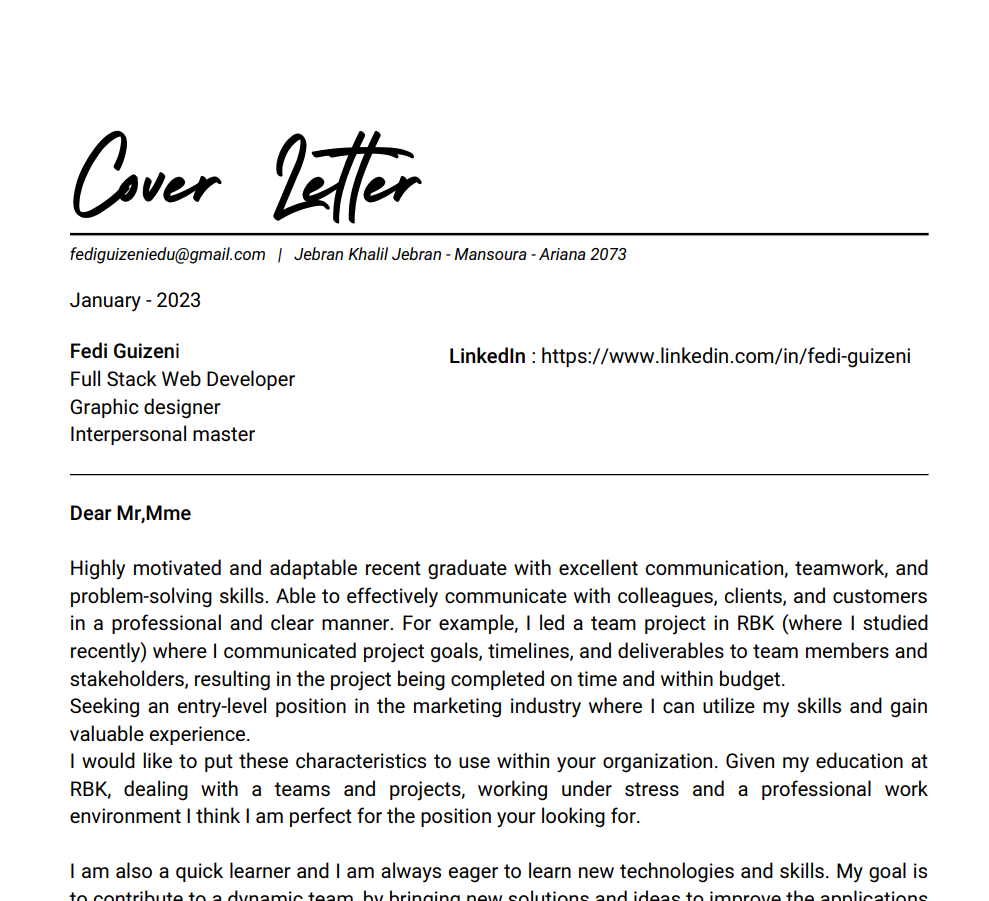 Cover Letter
fediguizeniedu@gmail.com | Jebran Khalil Jebran - Mansoura - Ariana 2073
January - 2023
Fedi Guizeni
LinkedIn : https://www.linkedin.com/in/fedi-guizeni
Full Stack Web Developer
Graphic designer
Interpersonal master
Dear Mr,Mme
Highly motivated and adaptable recent graduate with excellent communication, teamwork, and
problem-solving skills. Able to effectively communicate with colleagues, clients, and customers
in a professional and clear manner. For example, I led a team project in RBK (where I studied
recently) where I communicated project goals, timelines, and deliverables to team members and
stakeholders, resulting in the project being completed on time and within budget.
Seeking an entry-level position in the marketing industry where I can utilize my skills and gain
valuable experience.
I would like to put these characteristics to use within your organization. Given my education at
RBK, dealing with a teams and projects, working under stress and a professional work
environment I think I am perfect for the position your looking for.
I am also a quick learner and I am always eager to learn new technologies and skills. My goal is
to contribute to a dynamic team, by bringing new solutions and ideas to improve the applications